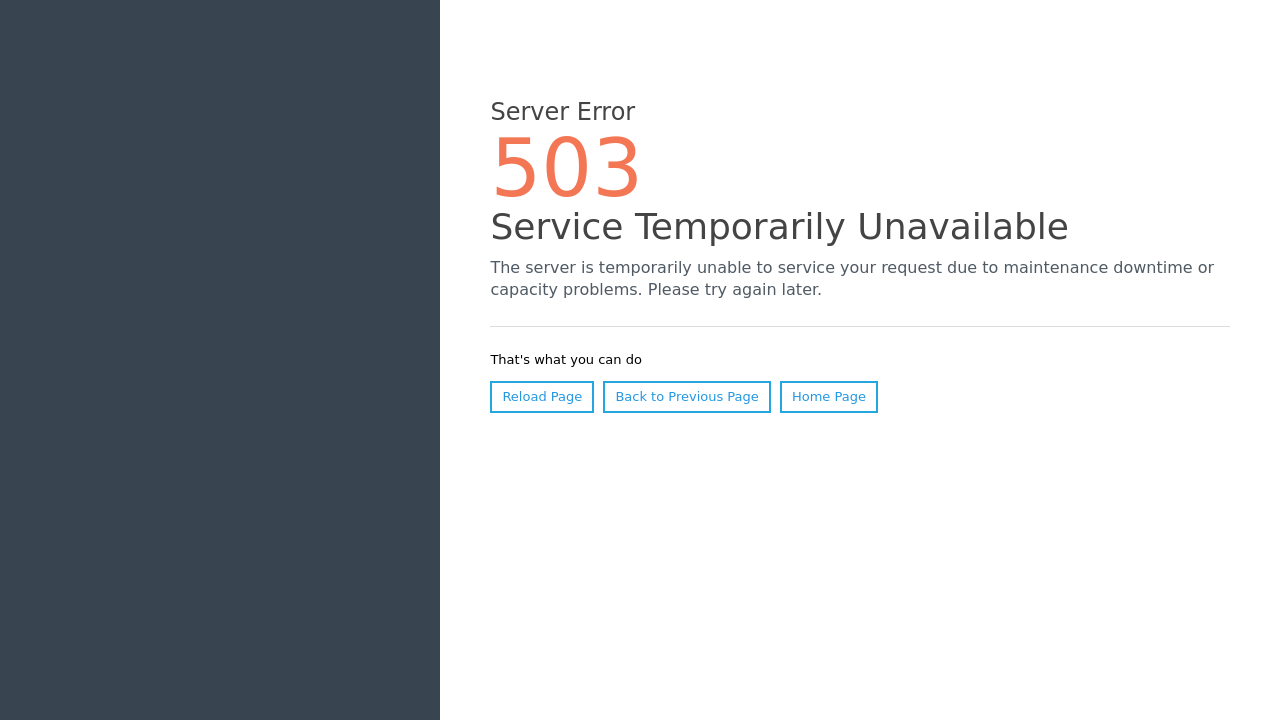 Server Error
503
Service Temporarily Unavailable
The server is temporarily unable to service your request due to maintenance downtime or
capacity problems. Please try again later.
That's what you can do
Reload Page
Back to Previous Page
Home Page